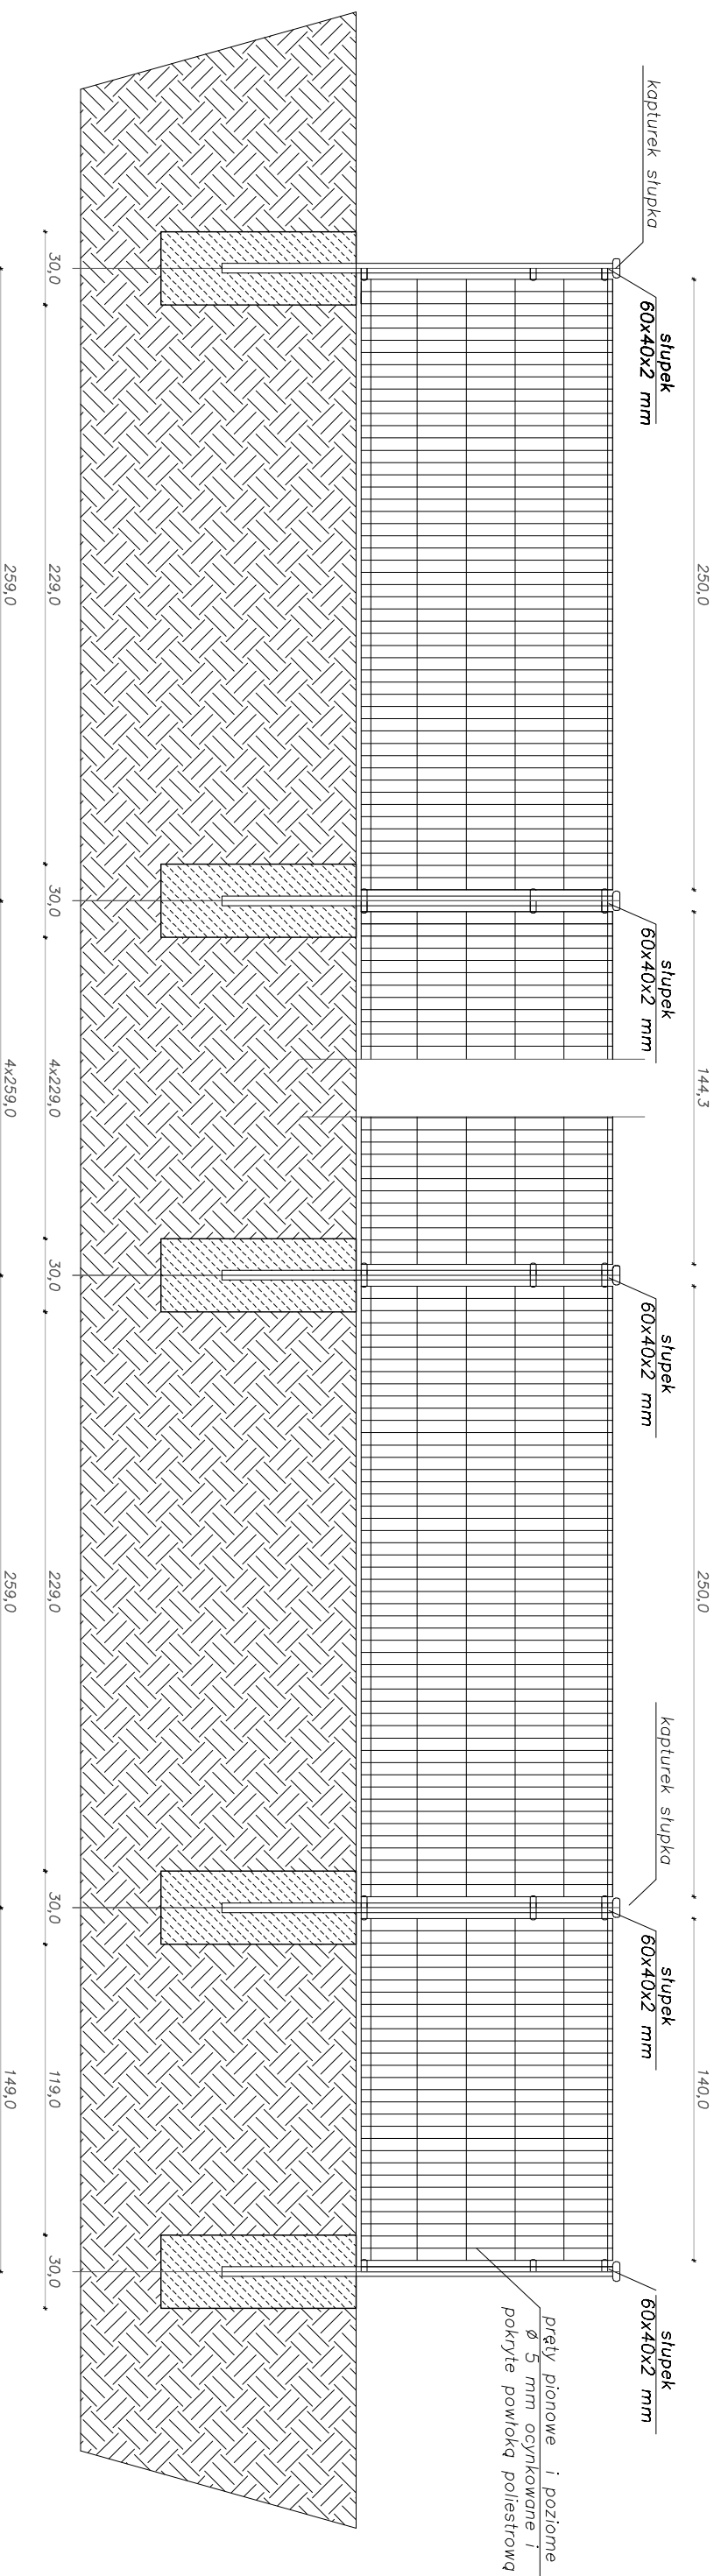 kapturek słupka
słupek
60x40x2 mm
słupek
60x40x2 mm
słupek
60x40x2 mm
kapturek słupka
słupek
60x40x2 mm
słupek
60x40x2 mm
pręty pionowe i poziome
ø 5 mm ocynkowane i
pokryte powłoką poliestrową
250,0
144,3
250,0
140,0
30,0
229,0
30,0
4x229,0
30,0
229,0
30,0
119,0
30,0
259,0
4x259,0
259,0
149,0